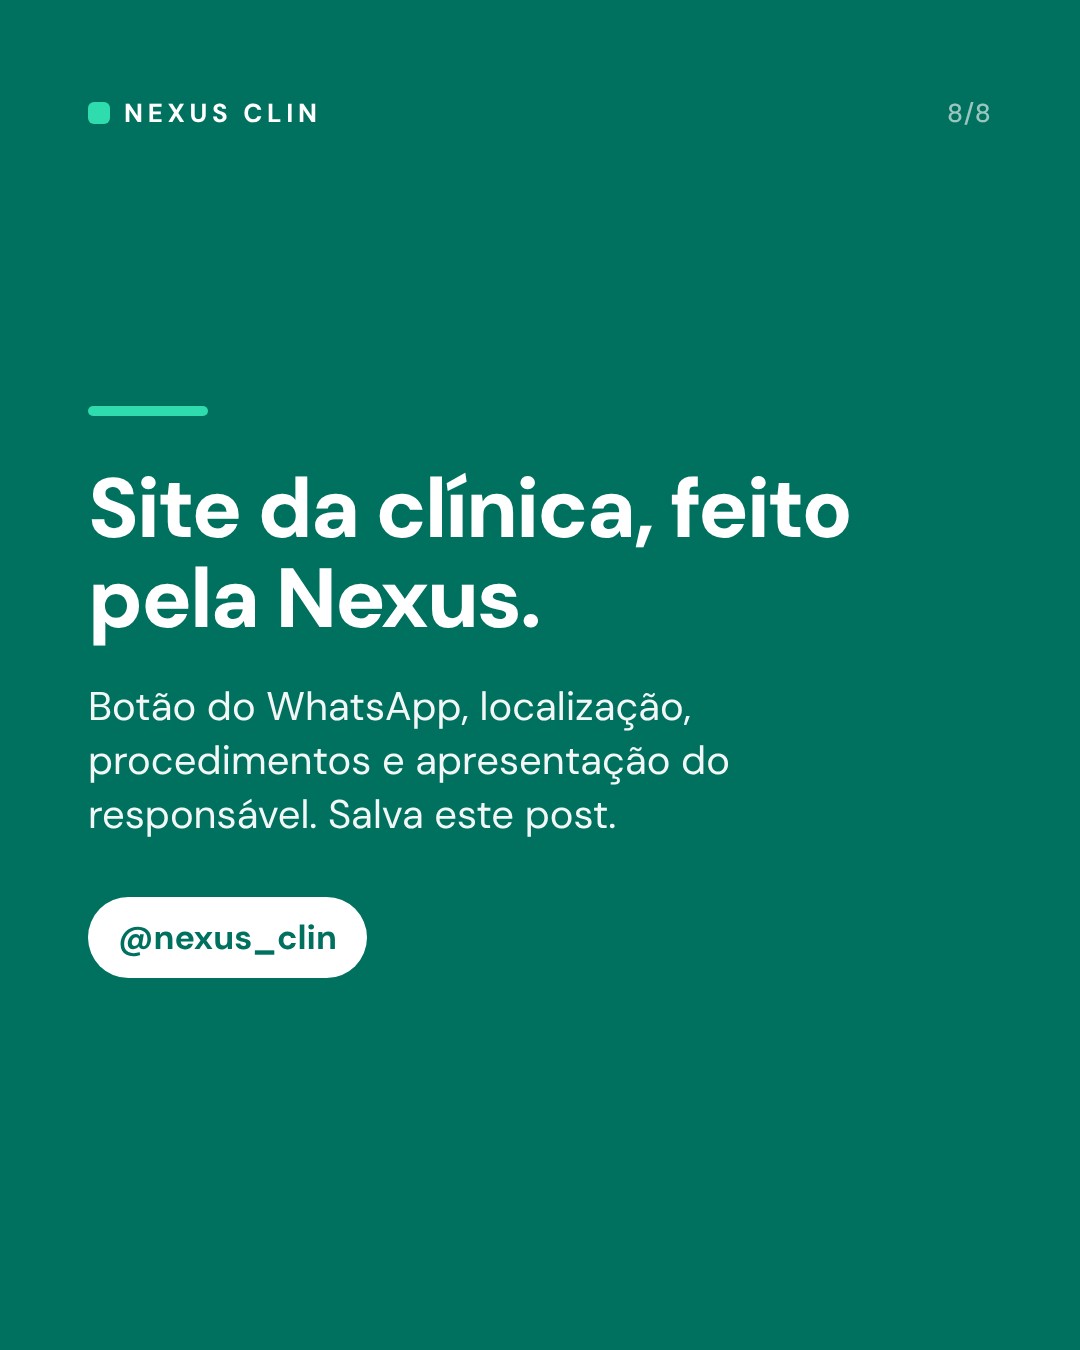 NEXUS CLIN
8/8
Site da clínica, feito
pela Nexus.
Botão do WhatsApp, localização,
procedimentos e apresentação do
responsável. Salva este post.
@nexus_clin